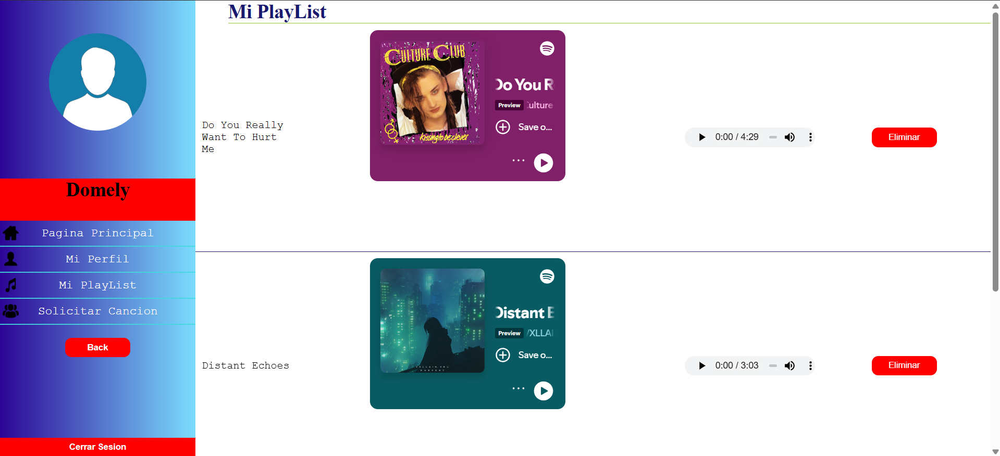 Mi PlayList
Domely
Pagina Principal
Mi Perfil
Mi PlayList
Solicitar Cancion
Back
Cerrar Sesion
Do You Really
Want To Hurt
Me
CULTURE CLUB
kissing to be clever
Do You R
Preview Culture
Save o...
0:00 / 4:29
Eliminar
Distant Echoes
Distant E
Preview VXLLAI
Save o...
0:00 / 3:03
Eliminar